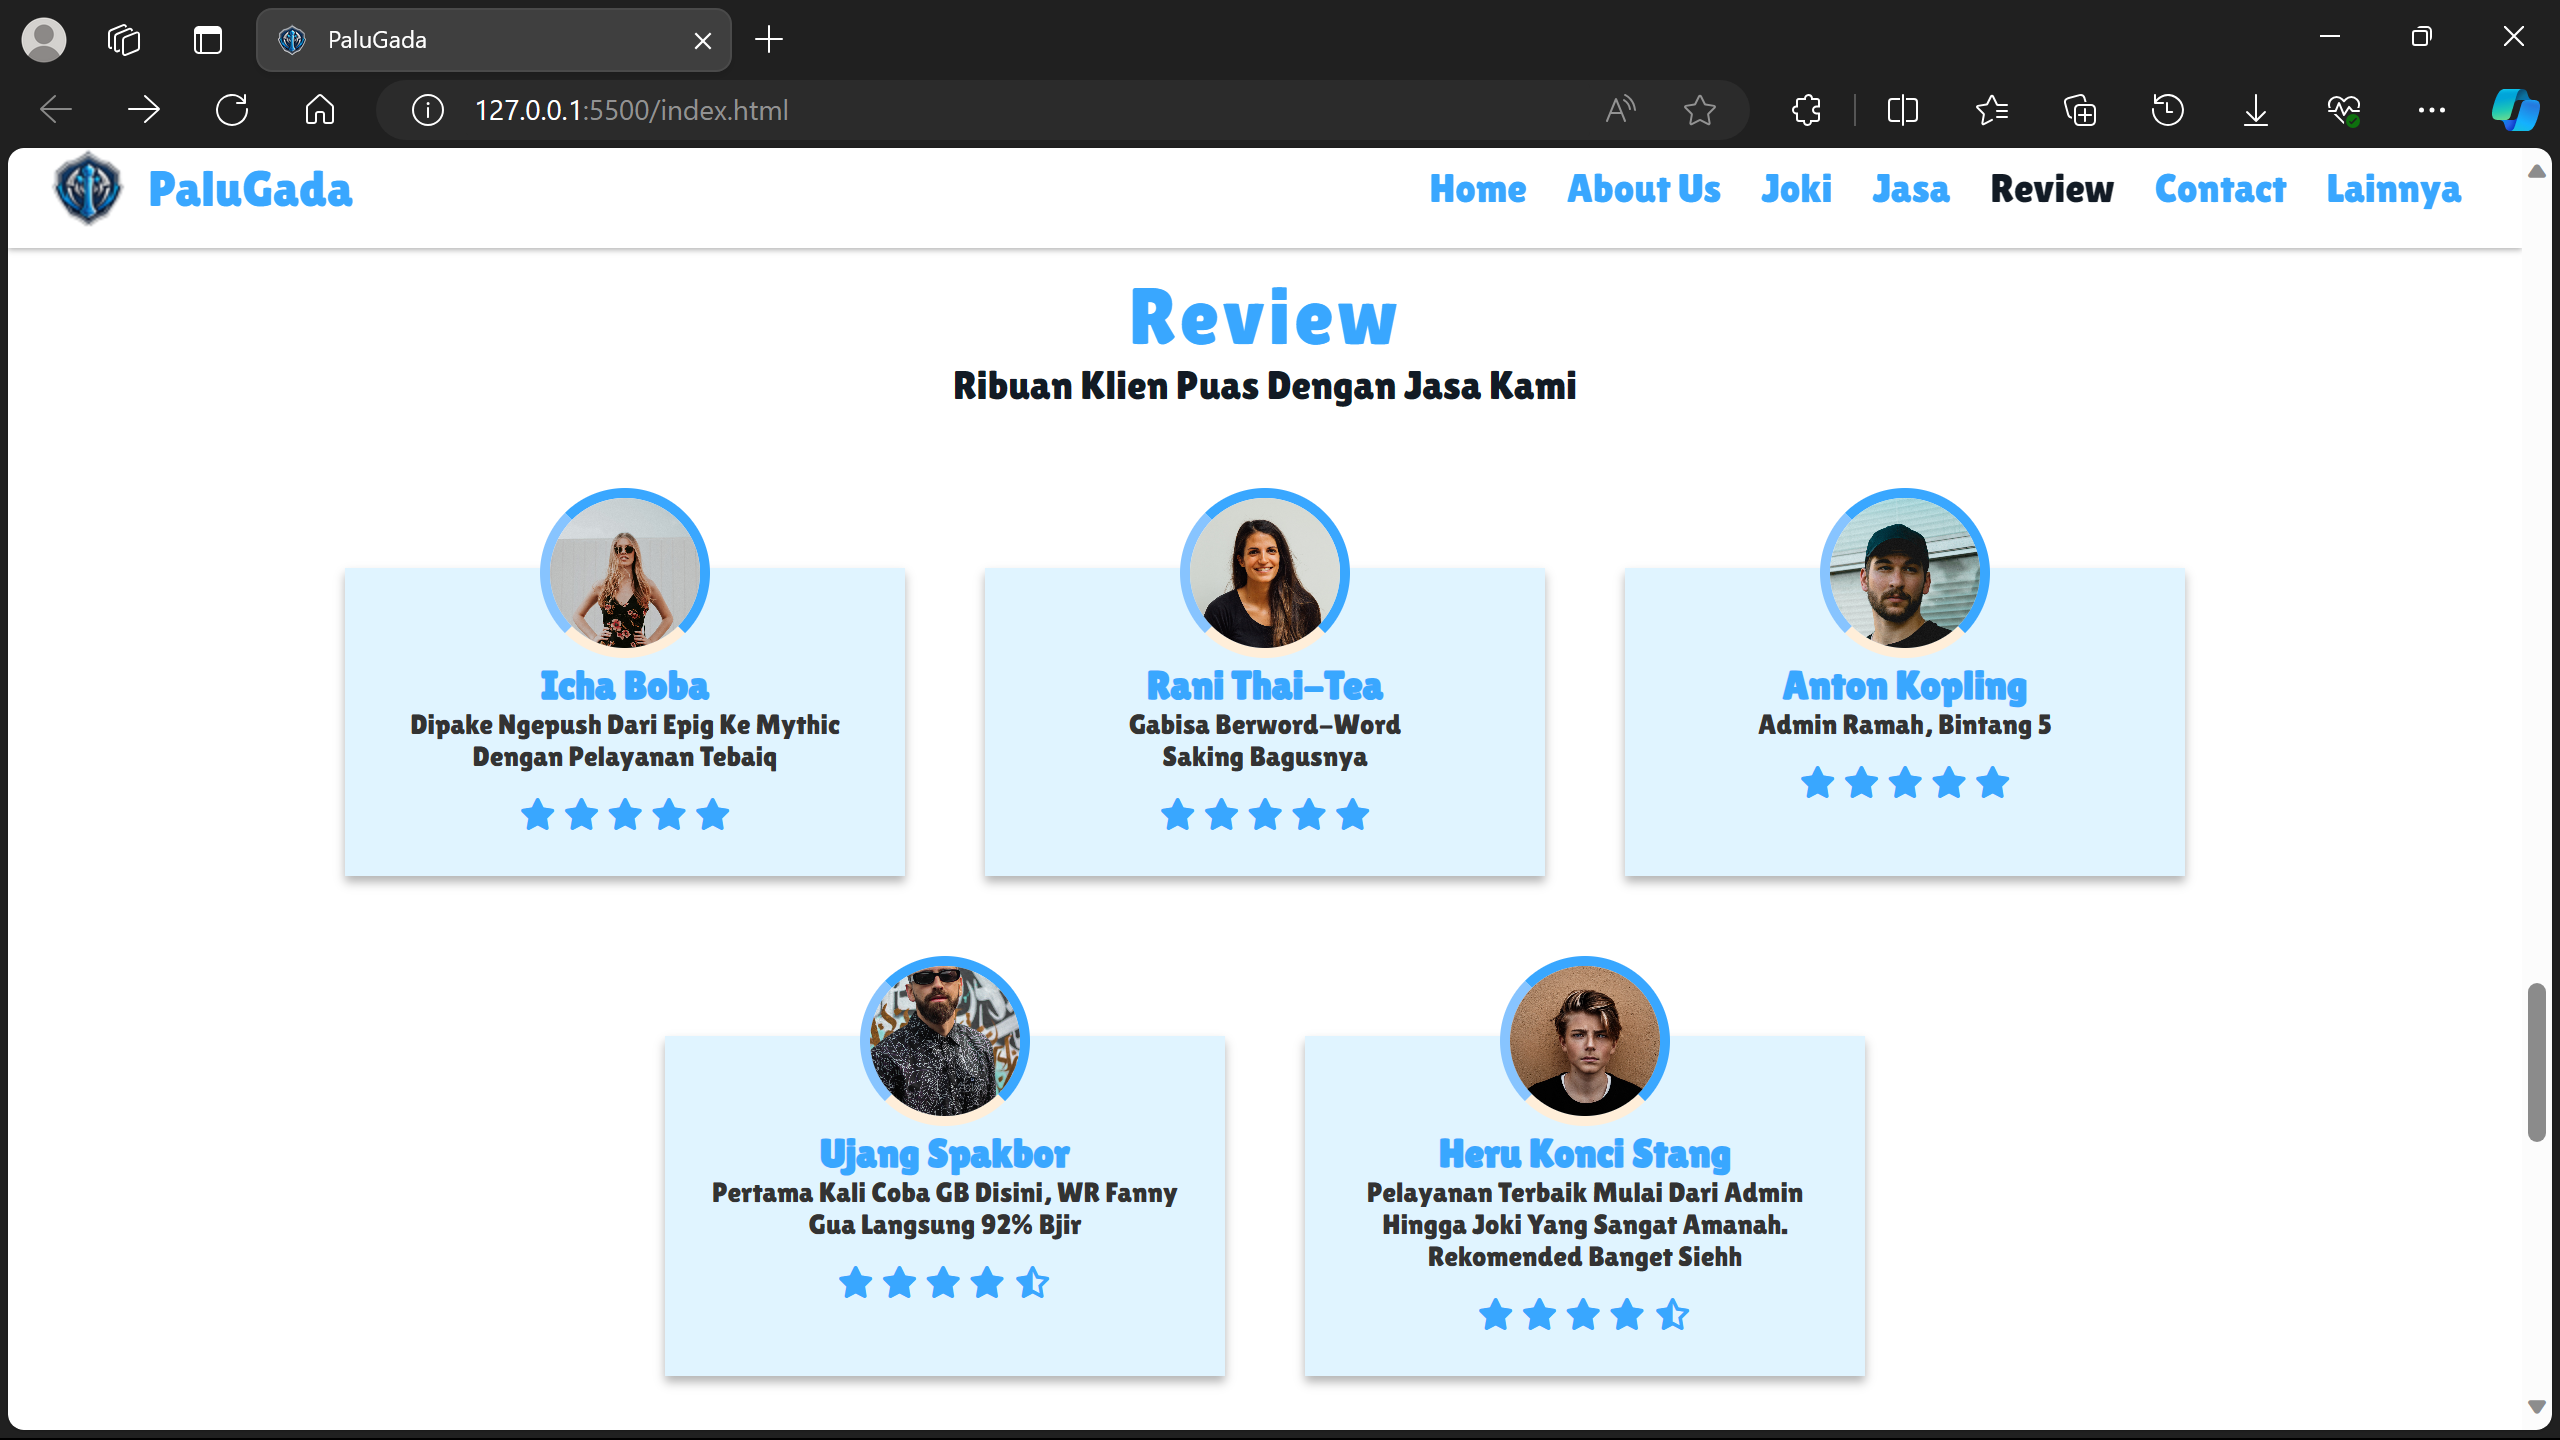 PaluGada
127.0.0.1:5500/index.html
PaluGada
Home About Us Joki Jasa Review Contact Lainnya
Review
Ribuan Klien Puas Dengan Jasa Kami
Icha Boba
Dipake Ngepush Dari Epig Ke Mythic
Dengan Pelayanan Tebaiq
Rani Thai-Tea
Gabisa Berword-Word
Saking Bagusnya
Anton Kopling
Admin Ramah, Bintang 5
Ujang Spakbor
Pertama Kali Coba GB Disini, WR Fanny
Gua Langsung 92% Bjir
Heru Konci Stang
Pelayanan Terbaik Mulai Dari Admin
Hingga Joki Yang Sangat Amanah.
Rekomended Banget Siehh